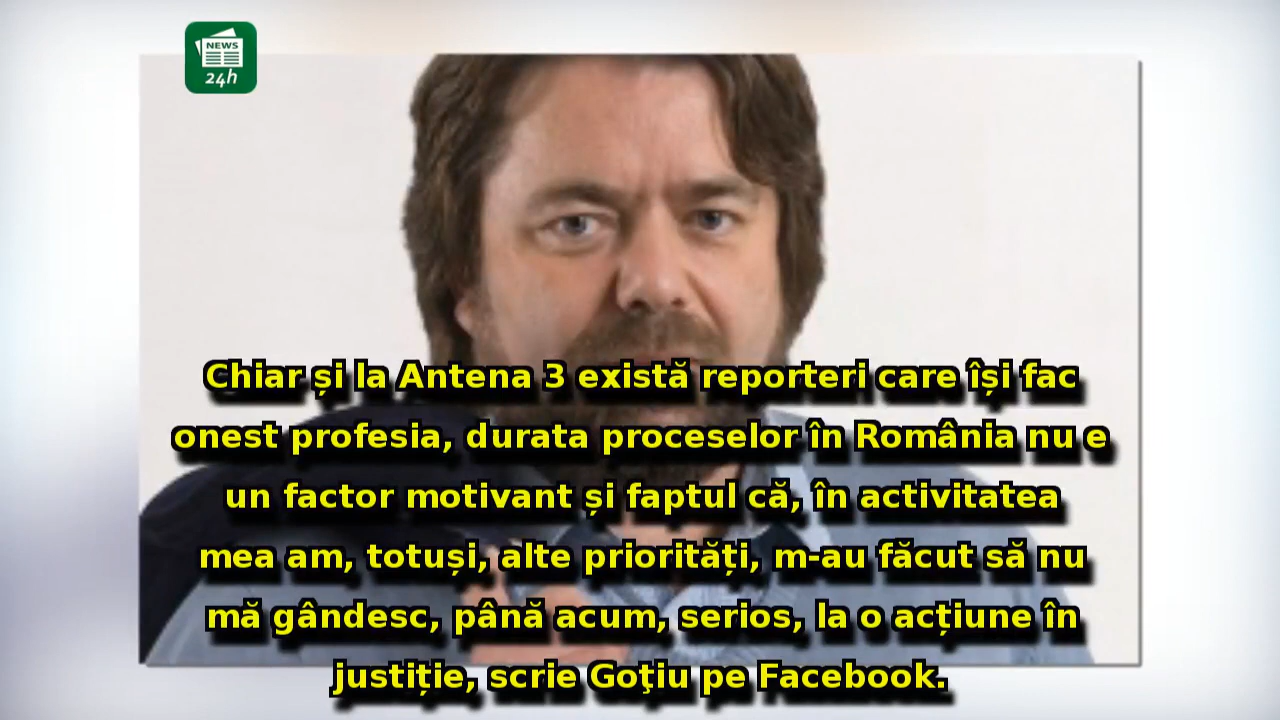 NEWS
24h
Chiar și la Antena 3 există reporteri care își fac
onest profesia, durata proceselor în România nu e
un factor motivant și faptul că, în activitatea
mea am, totuși, alte priorități, m-au făcut să nu
mă gândesc, până acum, serios, la o acțiune în
justiție, scrie Goţiu pe Facebook.